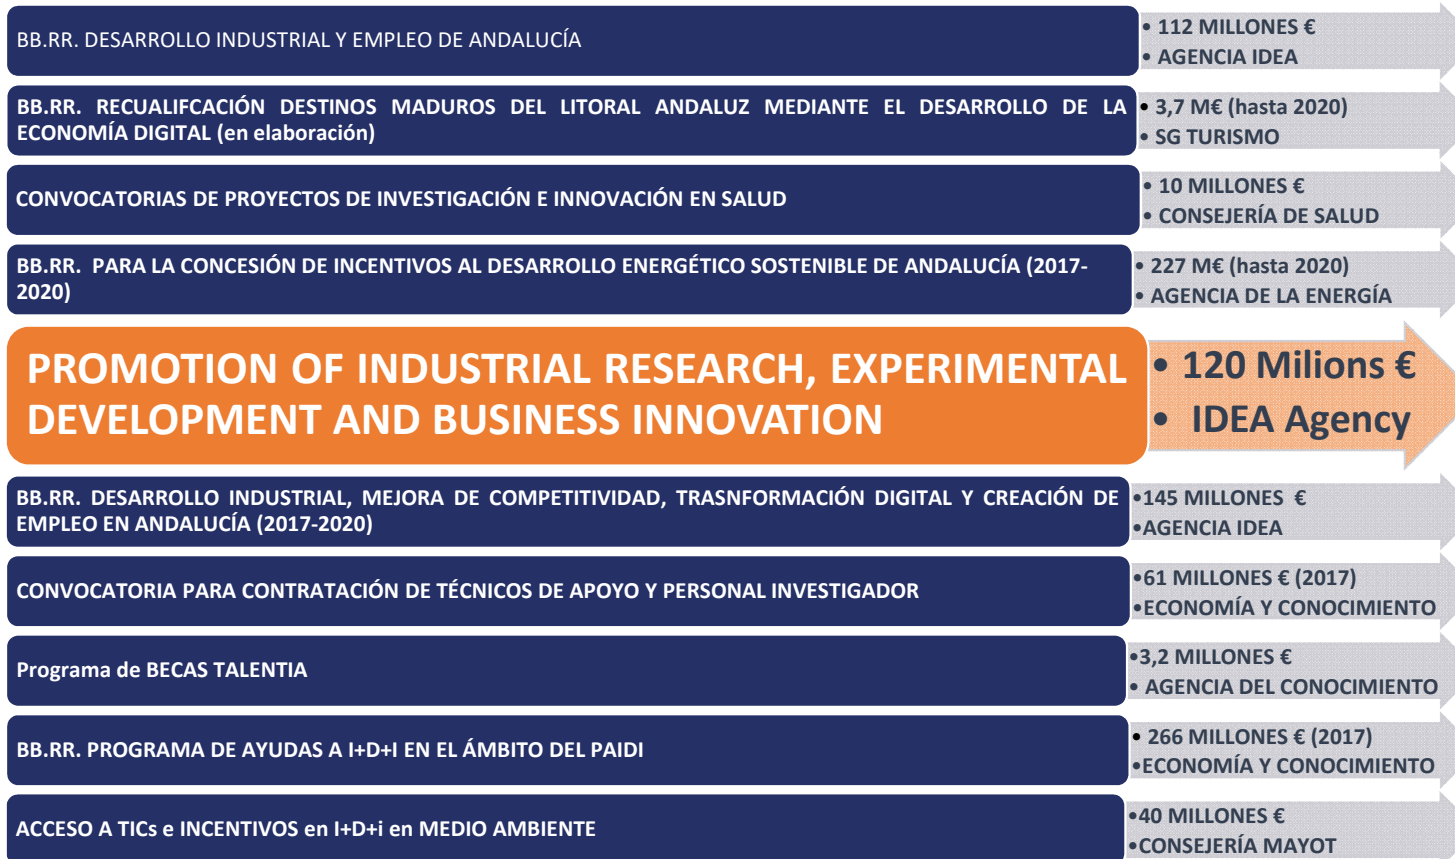 BB.RR. DESARROLLO INDUSTRIAL Y EMPLEO DE ANDALUCÍA
• 112 MILLONES €
• AGENCIA IDEA
BB.RR. RECUALIFCACIÓN DESTINOS MADUROS DEL LITORAL ANDALUZ MEDIANTE EL DESARROLLO DE LA
ECONOMÍA DIGITAL (en elaboración)
• 3,7 M€ (hasta 2020)
• SG TURISMO
CONVOCATORIAS DE PROYECTOS DE INVESTIGACIÓN E INNOVACIÓN EN SALUD
• 10 MILLONES €
• CONSEJERÍA DE SALUD
BB.RR. PARA LA CONCESIÓN DE INCENTIVOS AL DESARROLLO ENERGÉTICO SOSTENIBLE DE ANDALUCÍA (2017-
2020)
• 227 M€ (hasta 2020)
• AGENCIA DE LA ENERGÍA
PROMOTION OF INDUSTRIAL RESEARCH, EXPERIMENTAL
DEVELOPMENT AND BUSINESS INNOVATION
• 120 Milions €
• IDEA Agency
BB.RR. DESARROLLO INDUSTRIAL, MEJORA DE COMPETITIVIDAD, TRASNFORMACIÓN DIGITAL Y CREACIÓN DE
EMPLEO EN ANDALUCÍA (2017-2020)
•145 MILLONES €
•AGENCIA IDEA
CONVOCATORIA PARA CONTRATACIÓN DE TÉCNICOS DE APOYO Y PERSONAL INVESTIGADOR
•61 MILLONES € (2017)
•ECONOMÍA Y CONOCIMIENTO
Programa de BECAS TALENTIA
•3,2 MILLONES €
• AGENCIA DEL CONOCIMIENTO
BB.RR. PROGRAMA DE AYUDAS A I+D+I EN EL ÁMBITO DEL PAIDI
• 266 MILLONES € (2017)
•ECONOMÍA Y CONOCIMIENTO
ACCESO A TICs e INCENTIVOS en I+D+i en MEDIO AMBIENTE
•40 MILLONES €
•CONSEJERÍA MAYOT